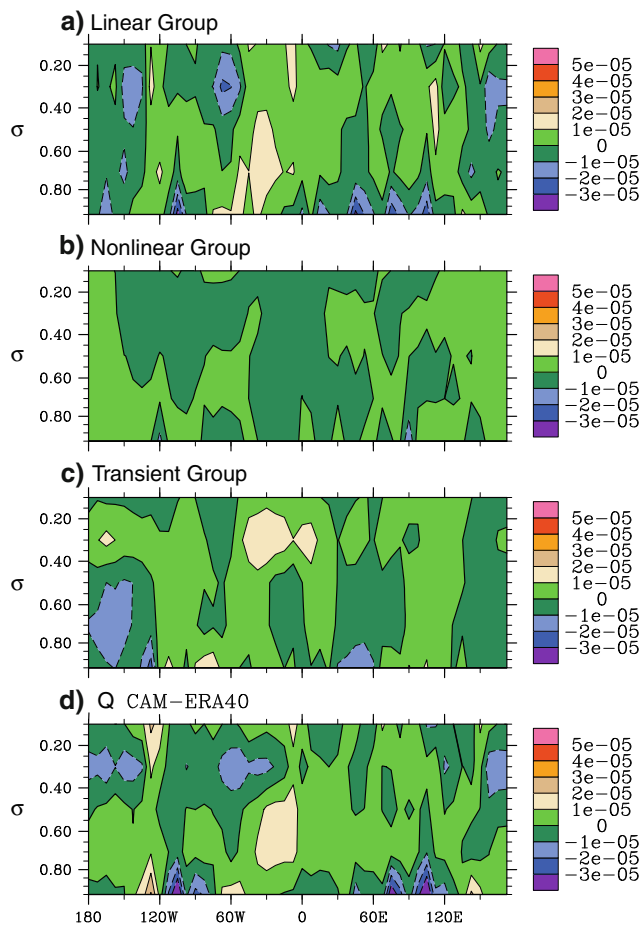 a) Linear Group
σ
0.20
0.40
0.60
0.80
5e−05
4e−05
3e−05
2e−05
1e−05
0
−1e−05
−2e−05
−3e−05
b) Nonlinear Group
σ
0.20
0.40
0.60
0.80
5e−05
4e−05
3e−05
2e−05
1e−05
0
−1e−05
−2e−05
−3e−05
c) Transient Group
σ
0.20
0.40
0.60
0.80
5e−05
4e−05
3e−05
2e−05
1e−05
0
−1e−05
−2e−05
−3e−05
d) Q CAM−ERA40
σ
0.20
0.40
0.60
0.80
5e−05
4e−05
3e−05
2e−05
1e−05
0
−1e−05
−2e−05
−3e−05
180 120W 60W 0 60E 120E